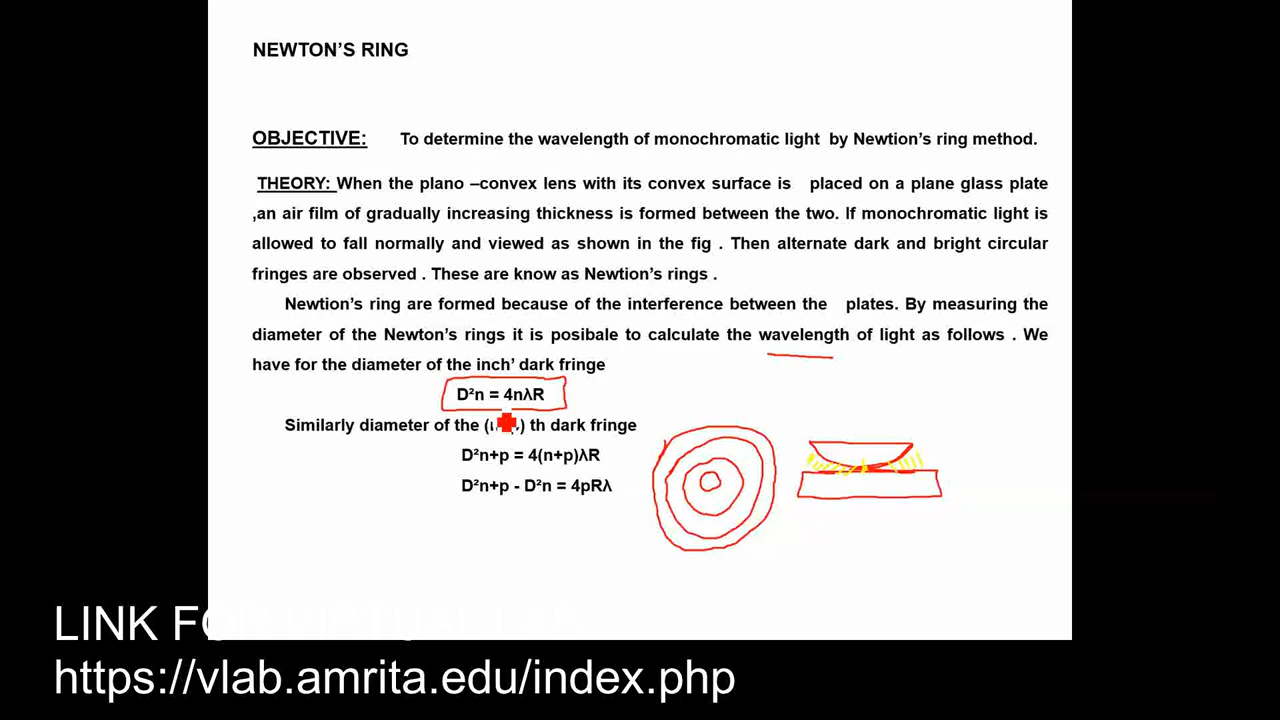 NEWTON'S RING
OBJECTIVE: To determine the wavelength of monochromatic light by Newtion's ring method.
THEORY: When the plano –convex lens with its convex surface is placed on a plane glass plate
,an air film of gradually increasing thickness is formed between the two. If monochromatic light is
allowed to fall normally and viewed as shown in the fig . Then alternate dark and bright circular
fringes are observed . These are know as Newtion's rings .
Newtion's ring are formed because of the interference between the plates. By measuring the
diameter of the Newton's rings it is posibale to calculate the wavelength of light as follows . We
have for the diameter of the inch' dark fringe
D²n = 4nλR
Similarly diameter of the ( ) th dark fringe
D²n+p = 4(n+p)λR
D²n+p - D²n = 4pRλ
LINK FOR VIRTUAL LAB
https://vlab.amrita.edu/index.php